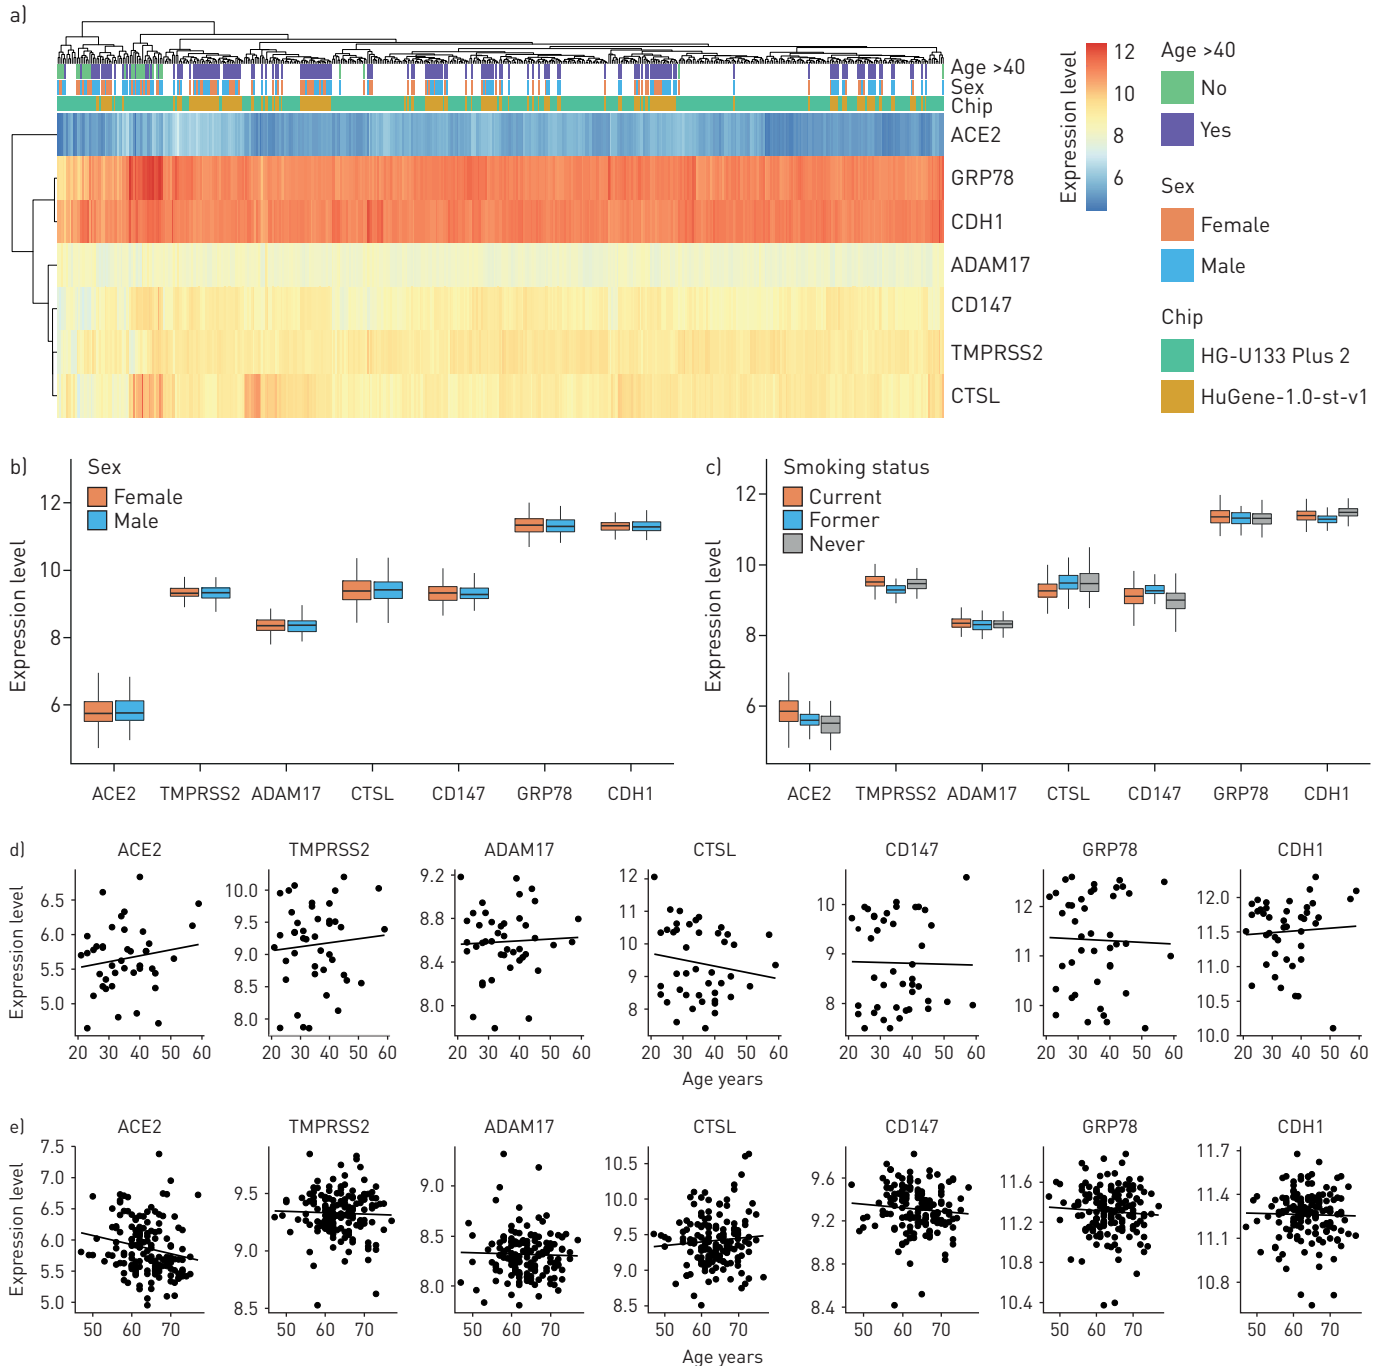 a)
Age >40
Sex
Chip
ACE2
GRP78
CDH1
ADAM17
CD147
TMPRSS2
CTSL
Expression level
12
10
8
6
Age >40
No
Yes
Sex
Female
Male
Chip
HG-U133 Plus 2
HuGene-1.0-st-v1
b)
Sex
Female
Male
Expression level
12
10
8
6
ACE2 TMPRSS2 ADAM17 CTSL CD147 GRP78 CDH1
c)
Smoking status
Current
Former
Never
Expression level
12
10
8
6
ACE2 TMPRSS2 ADAM17 CTSL CD147 GRP78 CDH1
d)
Expression level
ACE2
6.5
6.0
5.5
5.0
20 30 40 50 60
TMPRSS2
10.0
9.5
9.0
8.5
8.0
20 30 40 50 60
ADAM17
9.2
8.8
8.4
8.0
20 30 40 50 60
CTSL
12
11
10
9
8
20 30 40 50 60
CD147
10
9
8
20 30 40 50 60
GRP78
12
11
10
20 30 40 50 60
CDH1
12.0
11.5
11.0
10.5
10.0
20 30 40 50 60
Age years
e)
Expression level
ACE2
7.5
7.0
6.5
6.0
5.5
5.0
50 60 70
TMPRSS2
9.5
9.0
8.5
50 60 70
ADAM17
9.0
8.5
8.0
50 60 70
CTSL
10.5
10.0
9.5
9.0
8.5
50 60 70
CD147
9.6
9.2
8.8
8.4
50 60 70
GRP78
11.6
11.2
10.8
10.4
50 60 70
CDH1
11.7
11.4
11.2
10.8
50 60 70
Age years